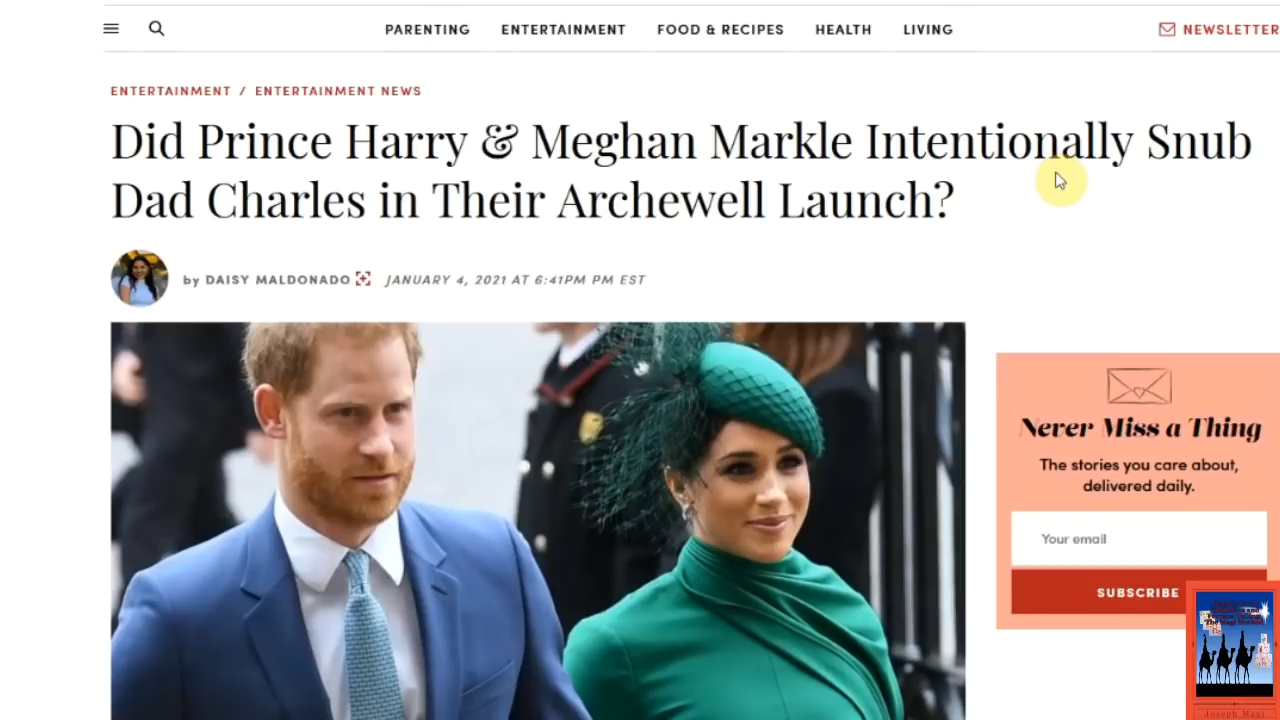 PARENTING ENTERTAINMENT FOOD & RECIPES HEALTH LIVING NEWSLETTER
ENTERTAINMENT / ENTERTAINMENT NEWS
Did Prince Harry & Meghan Markle Intentionally Snub
Dad Charles in Their Archewell Launch?
by DAISY MALDONADO JANUARY 4, 2021 AT 6:41PM PM EST
Never Miss a Thing
The stories you care about,
delivered daily.
Your email
SUBSCRIBE
Joseph Magi